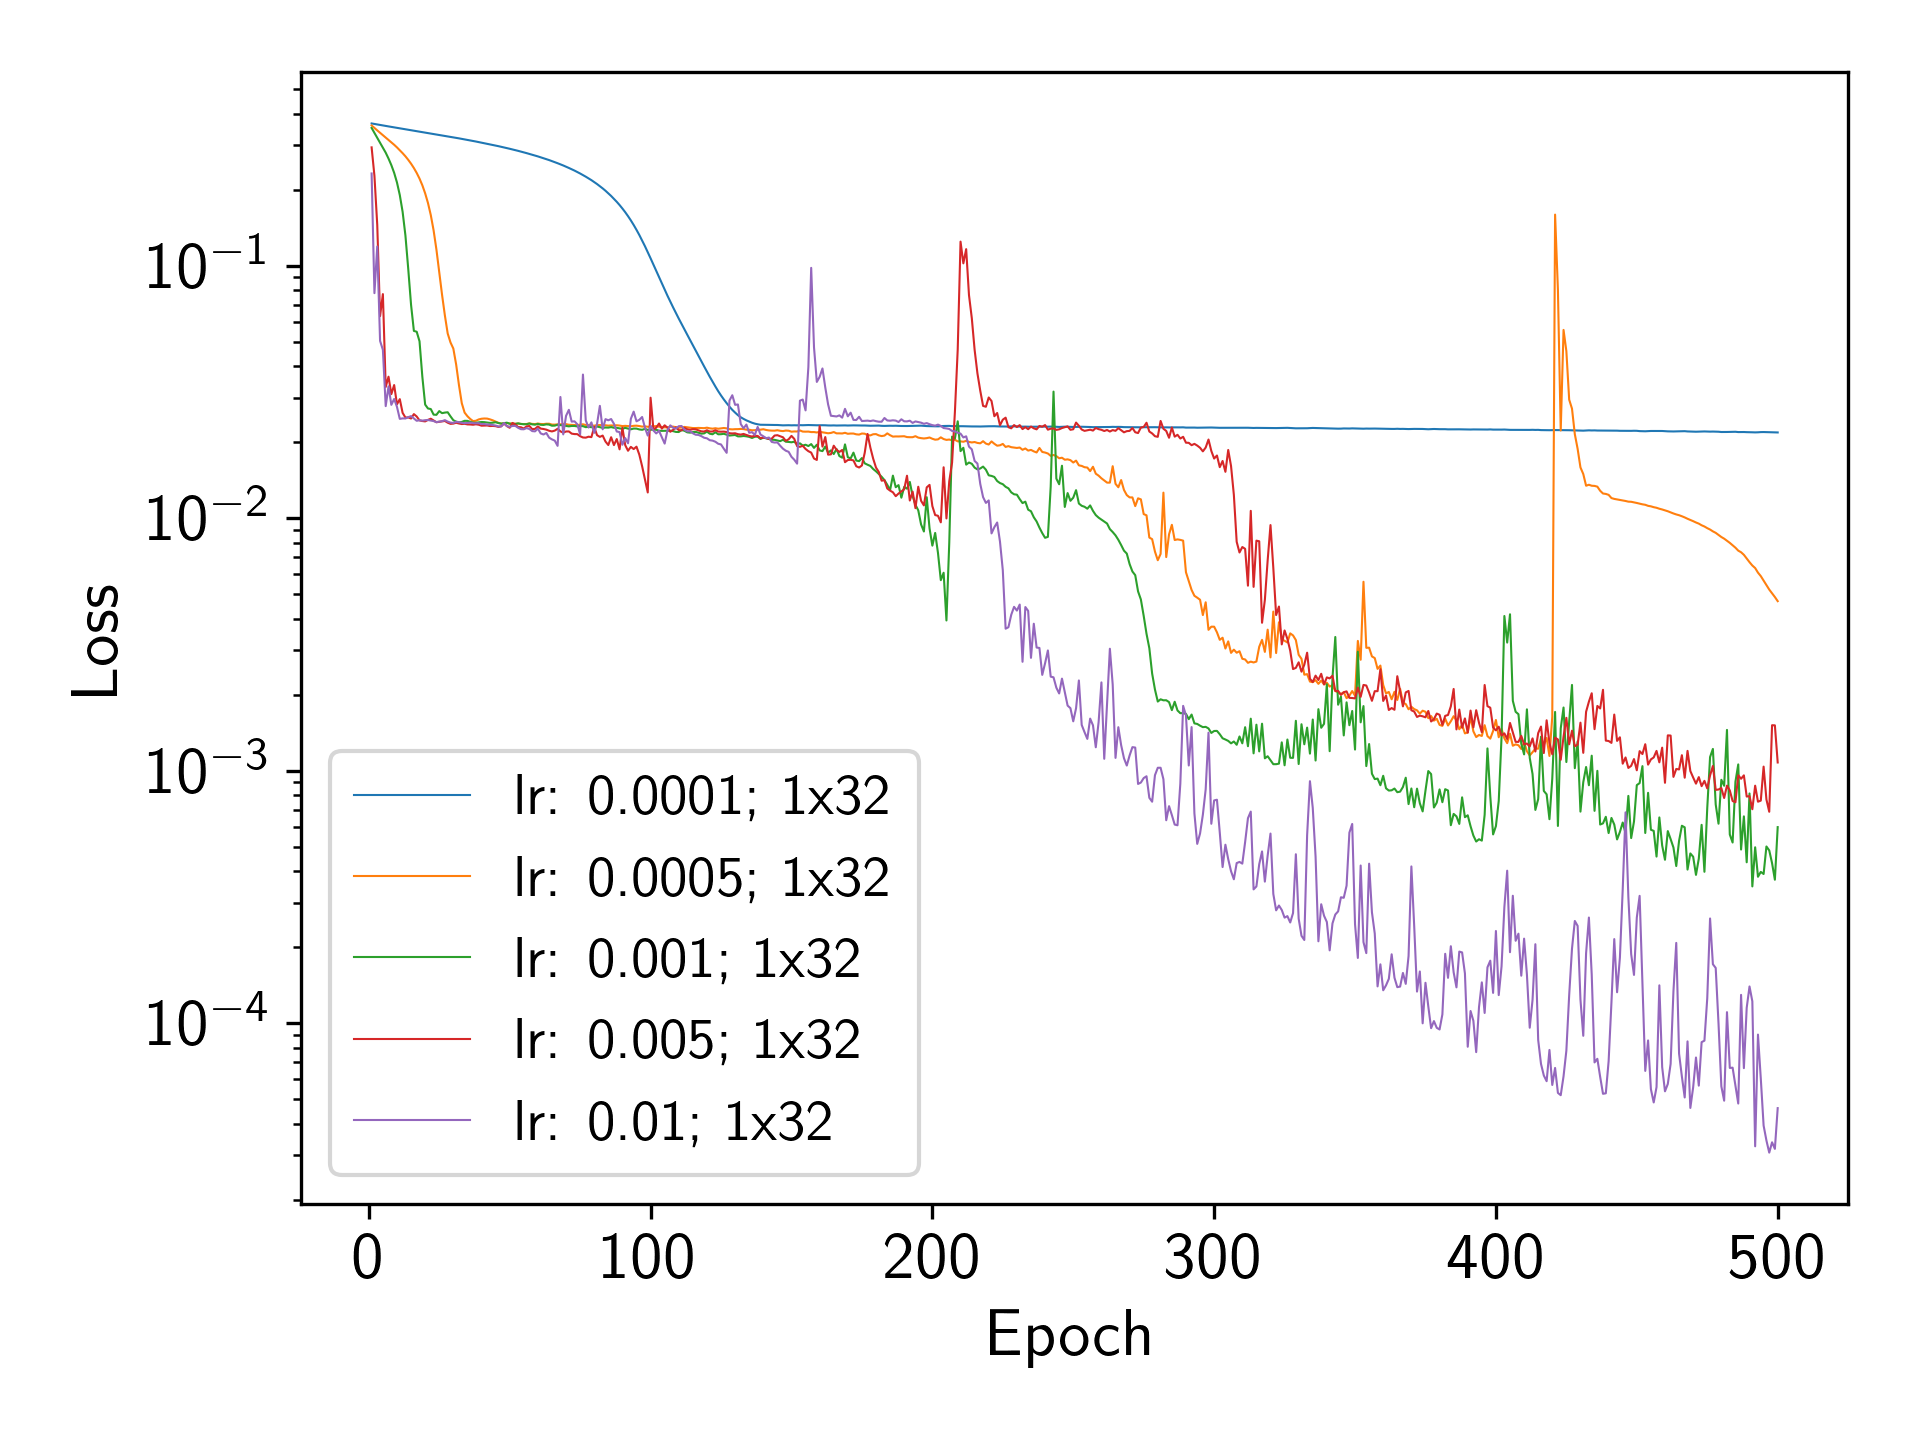 10⁻¹
10⁻²
10⁻³
10⁻⁴
Loss
lr: 0.0001; 1x32
lr: 0.0005; 1x32
lr: 0.001; 1x32
lr: 0.005; 1x32
lr: 0.01; 1x32
0 100 200 300 400 500
Epoch